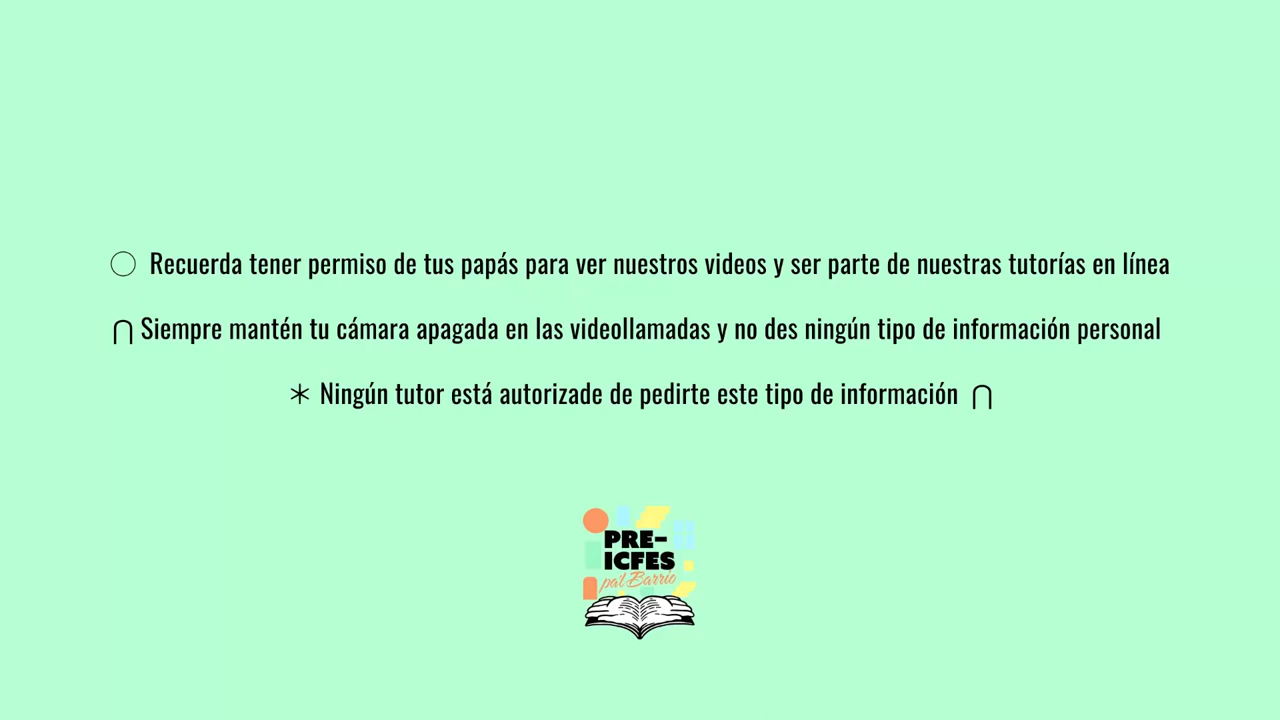 ◯ Recuerda tener permiso de tus papás para ver nuestros videos y ser parte de nuestras tutorías en línea
⋂ Siempre mantén tu cámara apagada en las videollamadas y no des ningún tipo de información personal
✳ Ningún tutor está autorizade de pedirte este tipo de información ⋂
PRE-
ICFES
pa'l Barrio